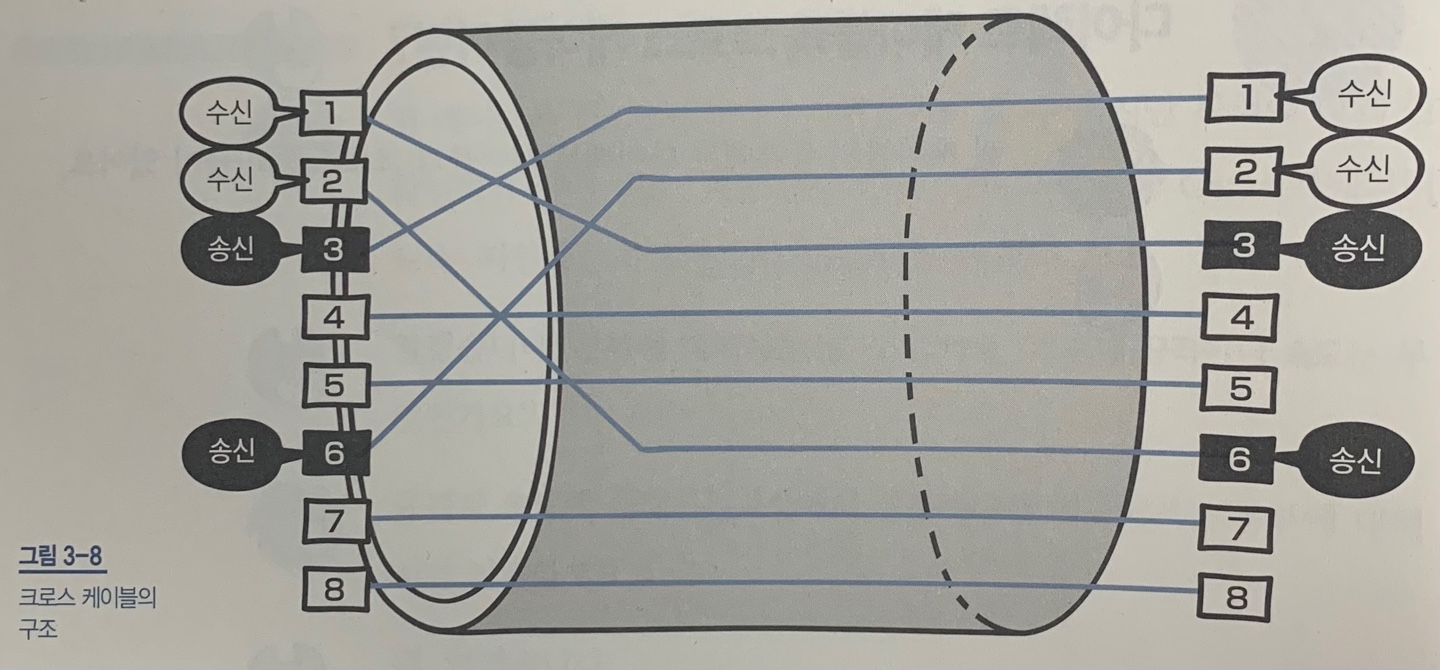 수신 1 1 수신
수신 2 2 수신
송신 3 3 송신
4 4
5 5
송신 6 6 송신
7 7
8 8
그림 3-8
크로스 케이블의
구조